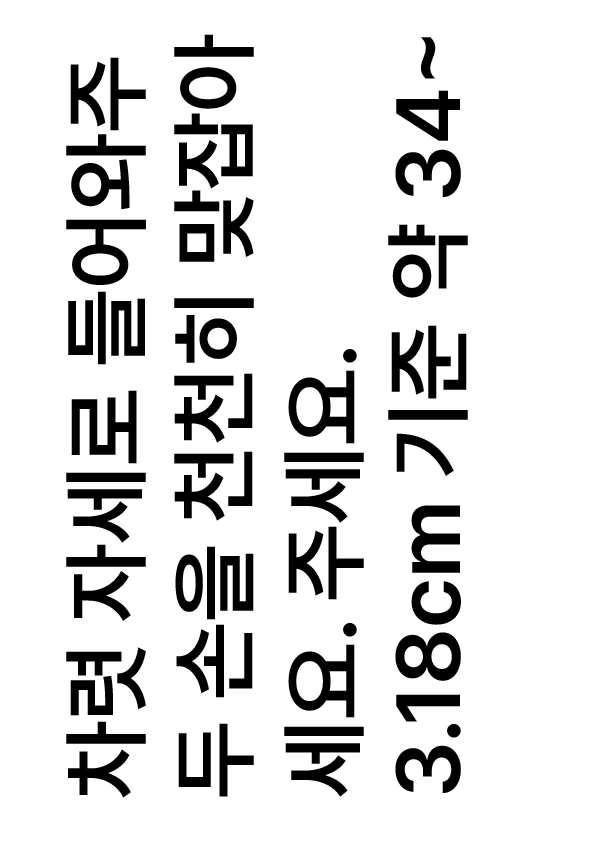 차렷 자세로 들어와주
두 손을 천천히 맞잡아
세요. 주세요.
3.18cm 기준 약 34~